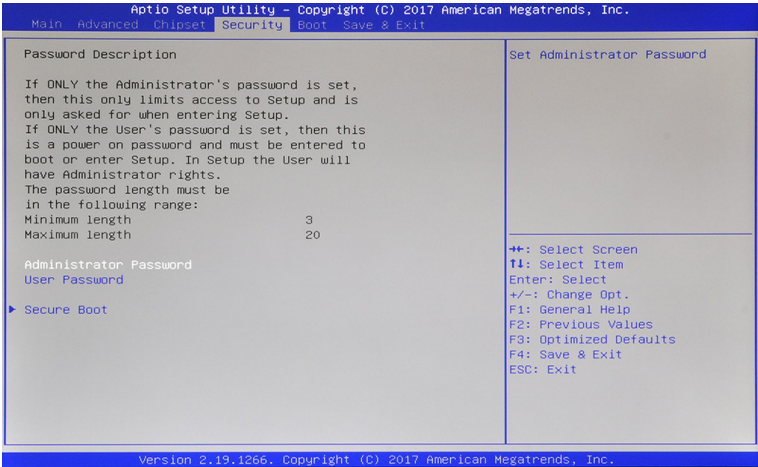 Aptio Setup Utility – Copyright (C) 2017 American Megatrends, Inc.
Main Advanced Chipset Security Boot Save & Exit
Password Description
If ONLY the Administrator's password is set,
then this only limits access to Setup and is
only asked for when entering Setup.
If ONLY the User's password is set, then this
is a power on password and must be entered to
boot or enter Setup. In Setup the User will
have Administrator rights.
The password length must be
in the following range:
Minimum length 3
Maximum length 20
Administrator Password
User Password
Secure Boot
Set Administrator Password
→←: Select Screen
↑↓: Select Item
Enter: Select
+/-: Change Opt.
F1: General Help
F2: Previous Values
F3: Optimized Defaults
F4: Save & Exit
ESC: Exit
Version 2.19.1266. Copyright (C) 2017 American Megatrends, Inc.